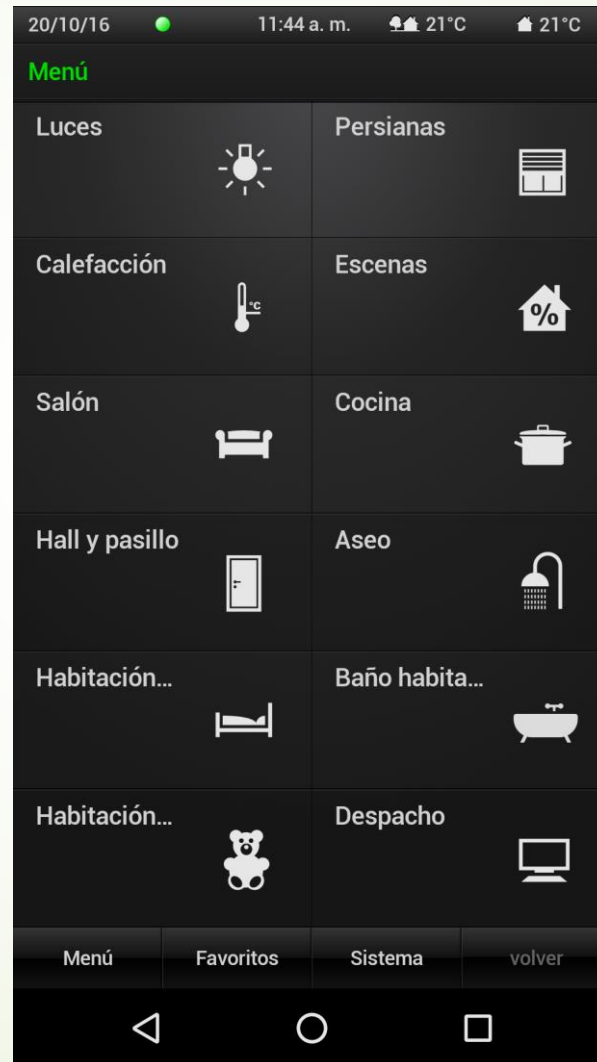 20/10/16 11:44 a. m. 21°C 21°C
Menú
Luces Persianas
Calefacción Escenas
°C %
Salón Cocina
Hall y pasillo Aseo
Habitación... Baño habita...
Habitación... Despacho
Menú Favoritos Sistema volver